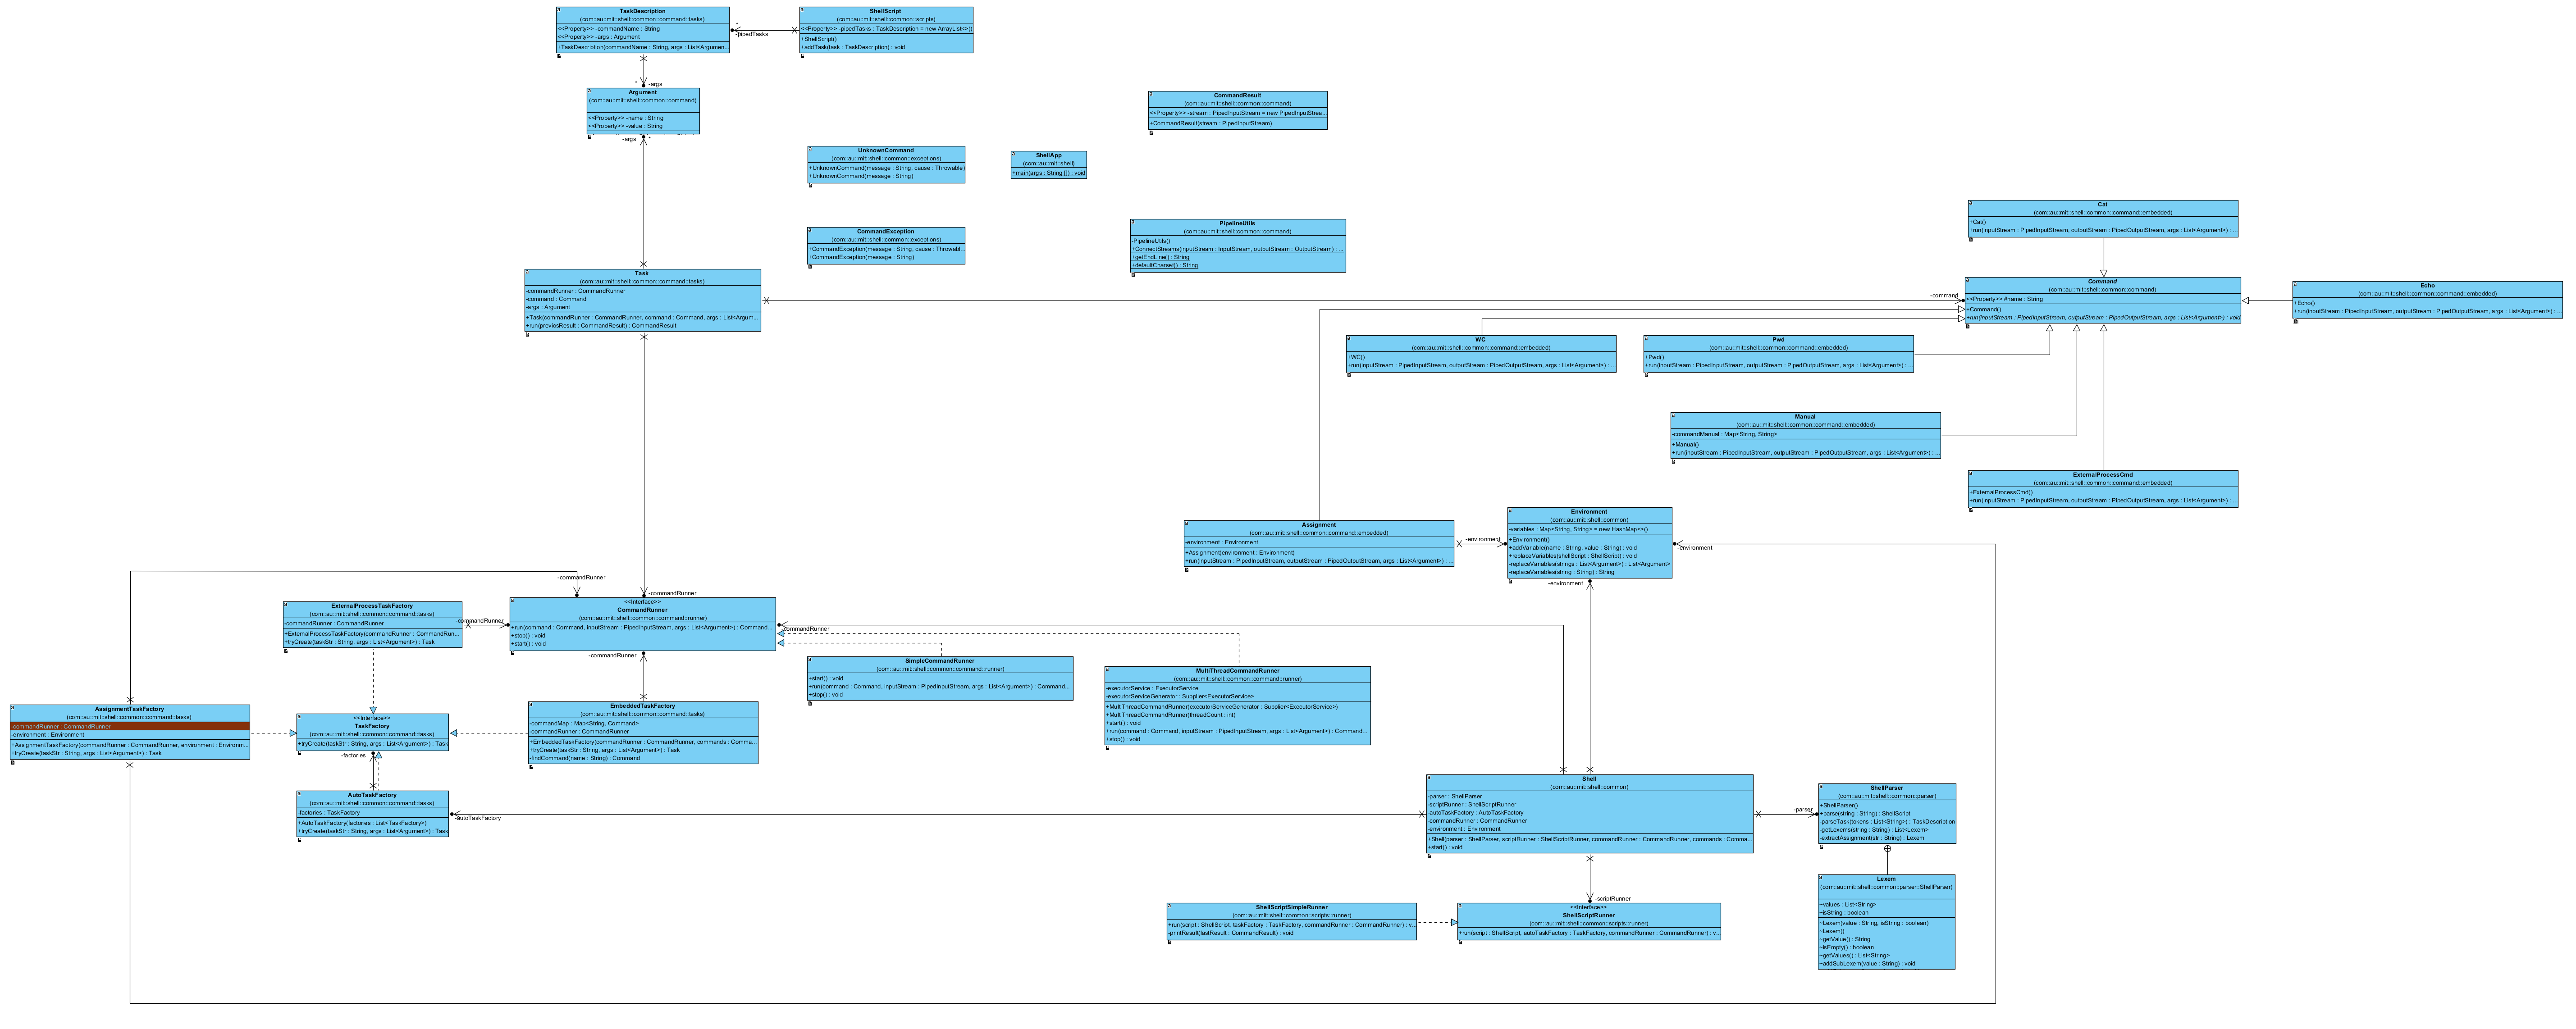 TaskDescription
(com::au::mit::shell::common::command::tasks)
<<Property>> -commandName : String
<<Property>> -args : Argument
+TaskDescription(commandName : String, args : List<Argumen...
-pipedTasks
*
ShellScript
(com::au::mit::shell::common::scripts)
<<Property>> -pipedTasks : TaskDescription = new ArrayList<>()
+ShellScript()
+addTask(task : TaskDescription) : void
*
-args
Argument
(com::au::mit::shell::common::command)
<<Property>> -name : String
<<Property>> -value : String
-args
*
CommandResult
(com::au::mit::shell::common::command)
<<Property>> -stream : PipedInputStream = new PipedInputStrea...
+CommandResult(stream : PipedInputStream)
UnknownCommand
(com::au::mit::shell::common::exceptions)
+UnknownCommand(message : String, cause : Throwable)
+UnknownCommand(message : String)
ShellApp
(com::au::mit::shell)
+main(args : String []) : void
CommandException
(com::au::mit::shell::common::exceptions)
+CommandException(message : String, cause : Throwabl...
+CommandException(message : String)
PipelineUtils
(com::au::mit::shell::common::command)
-PipelineUtils()
+ConnectStreams(inputStream : InputStream, outputStream : OutputStream) : ...
+getEndLine() : String
+defaultCharset() : String
Cat
(com::au::mit::shell::common::command::embedded)
+Cat()
+run(inputStream : PipedInputStream, outputStream : PipedOutputStream, args : List<Argument>) : ...
Task
(com::au::mit::shell::common::command::tasks)
-commandRunner : CommandRunner
-command : Command
-args : Argument
+Task(commandRunner : CommandRunner, command : Command, args : List<Argum...
+run(previosResult : CommandResult) : CommandResult
-command
Command
(com::au::mit::shell::common::command)
<<Property>> #name : String
+Command()
+run(inputStream : PipedInputStream, outputStream : PipedOutputStream, args : List<Argument>) : void
Echo
(com::au::mit::shell::common::command::embedded)
+Echo()
+run(inputStream : PipedInputStream, outputStream : PipedOutputStream, args : List<Argument>) : ...
WC
(com::au::mit::shell::common::command::embedded)
+WC()
+run(inputStream : PipedInputStream, outputStream : PipedOutputStream, args : List<Argument>) : ...
Pwd
(com::au::mit::shell::common::command::embedded)
+Pwd()
+run(inputStream : PipedInputStream, outputStream : PipedOutputStream, args : List<Argument>) : ...
Manual
(com::au::mit::shell::common::command::embedded)
-commandManual : Map<String, String>
+Manual()
+run(inputStream : PipedInputStream, outputStream : PipedOutputStream, args : List<Argument>) : ...
ExternalProcessCmd
(com::au::mit::shell::common::command::embedded)
+ExternalProcessCmd()
+run(inputStream : PipedInputStream, outputStream : PipedOutputStream, args : List<Argument>) : ...
Assignment
(com::au::mit::shell::common::command::embedded)
-environment : Environment
+Assignment(environment : Environment)
+run(inputStream : PipedInputStream, outputStream : PipedOutputStream, args : List<Argument>) : ...
-environment
Environment
(com::au::mit::shell::common)
-variables : Map<String, String> = new HashMap<>()
+Environment()
+addVariable(name : String, value : String) : void
+replaceVariables(shellScript : ShellScript) : void
-replaceVariables(strings : List<Argument>) : List<Argument>
-replaceVariables(string : String) : String
-environment
-environment
-commandRunner
-commandRunner
ExternalProcessTaskFactory
(com::au::mit::shell::common::command::tasks)
-commandRunner : CommandRunner
+ExternalProcessTaskFactory(commandRunner : CommandRun...
+tryCreate(taskStr : String, args : List<Argument>) : Task
-commandRunner
<<Interface>>
CommandRunner
(com::au::mit::shell::common::command::runner)
+run(command : Command, inputStream : PipedInputStream, args : List<Argument>) : Command...
+stop() : void
+start() : void
-commandRunner
-commandRunner
SimpleCommandRunner
(com::au::mit::shell::common::command::runner)
+start() : void
+run(command : Command, inputStream : PipedInputStream, args : List<Argument>) : Command...
+stop() : void
MultiThreadCommandRunner
(com::au::mit::shell::common::command::runner)
-executorService : ExecutorService
-executorServiceGenerator : Supplier<ExecutorService>
+MultiThreadCommandRunner(executorServiceGenerator : Supplier<ExecutorService>)
+MultiThreadCommandRunner(threadCount : int)
+start() : void
+run(command : Command, inputStream : PipedInputStream, args : List<Argument>) : Command...
+stop() : void
AssignmentTaskFactory
(com::au::mit::shell::common::command::tasks)
-commandRunner : CommandRunner
-environment : Environment
+AssignmentTaskFactory(commandRunner : CommandRunner, environment : Environm...
+tryCreate(taskStr : String, args : List<Argument>) : Task
<<Interface>>
TaskFactory
(com::au::mit::shell::common::command::tasks)
+tryCreate(taskStr : String, args : List<Argument>) : Task
-factories
EmbeddedTaskFactory
(com::au::mit::shell::common::command::tasks)
-commandMap : Map<String, Command>
-commandRunner : CommandRunner
+EmbeddedTaskFactory(commandRunner : CommandRunner, commands : Comma...
+tryCreate(taskStr : String, args : List<Argument>) : Task
-findCommand(name : String) : Command
AutoTaskFactory
(com::au::mit::shell::common::command::tasks)
-factories : TaskFactory
+AutoTaskFactory(factories : List<TaskFactory>)
+tryCreate(taskStr : String, args : List<Argument>) : Task
-autoTaskFactory
Shell
(com::au::mit::shell::common)
-parser : ShellParser
-scriptRunner : ShellScriptRunner
-autoTaskFactory : AutoTaskFactory
-commandRunner : CommandRunner
-environment : Environment
+Shell(parser : ShellParser, scriptRunner : ShellScriptRunner, commandRunner : CommandRunner, commands : Comma...
+start() : void
-parser
ShellParser
(com::au::mit::shell::common::parser)
+ShellParser()
+parse(string : String) : ShellScript
-parseTask(tokens : List<String>) : TaskDescription
-getLexems(string : String) : List<Lexem>
-extractAssignment(str : String) : Lexem
-scriptRunner
ShellScriptSimpleRunner
(com::au::mit::shell::common::scripts::runner)
+run(script : ShellScript, taskFactory : TaskFactory, commandRunner : CommandRunner) : v...
-printResult(lastResult : CommandResult) : void
<<Interface>>
ShellScriptRunner
(com::au::mit::shell::common::scripts::runner)
+run(script : ShellScript, autoTaskFactory : TaskFactory, commandRunner : CommandRunner) : v...
Lexem
(com::au::mit::shell::common::parser::ShellParser)
~values : List<String>
~isString : boolean
~Lexem(value : String, isString : boolean)
~Lexem()
~getValue() : String
~isEmpty() : boolean
~getValues() : List<String>
~addSubLexem(value : String) : void